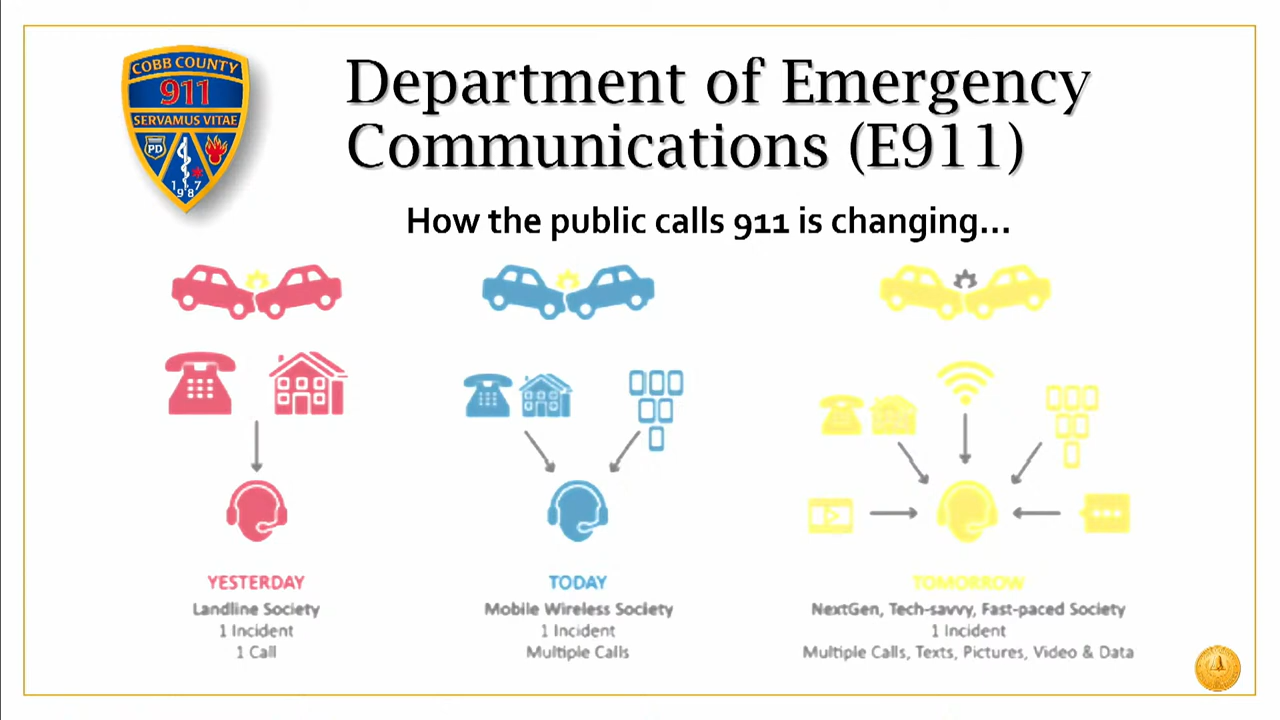 COBB COUNTY
911
SERVAMUS VITAE
PD
1987
Department of Emergency
Communications (E911)
How the public calls 911 is changing...
YESTERDAY
Landline Society
1 Incident
1 Call
TODAY
Mobile Wireless Society
1 Incident
Multiple Calls
TOMORROW
NextGen, Tech-savvy, Fast-paced Society
1 Incident
Multiple Calls, Texts, Pictures, Video & Data